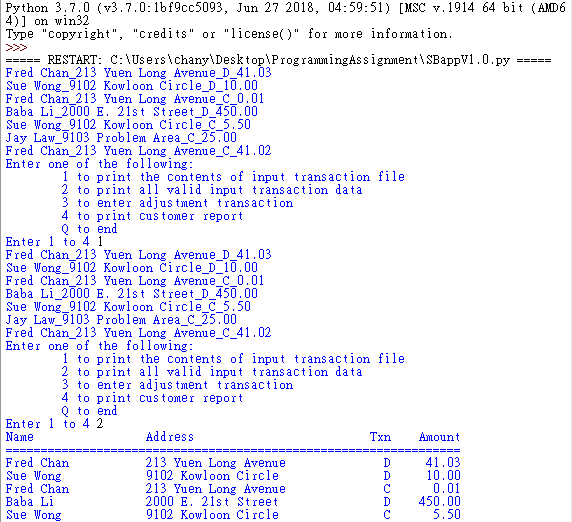 Python 3.7.0 (v3.7.0:1bf9cc5093, Jun 27 2018, 04:59:51) [MSC v.1914 64 bit (AMD6
4)] on win32
Type "copyright", "credits" or "license()" for more information.
>>>
===== RESTART: C:\Users\chany\Desktop\ProgrammingAssignment\SBappV1.0.py =====
Fred Chan_213 Yuen Long Avenue_D_41.03
Sue Wong_9102 Kowloon Circle_D_10.00
Fred Chan_213 Yuen Long Avenue_C_0.01
Baba Li_2000 E. 21st Street_D_450.00
Sue Wong_9102 Kowloon Circle_C_5.50
Jay Law_9103 Problem Area_C_25.00
Fred Chan_213 Yuen Long Avenue_C_41.02
Enter one of the following:
1 to print the contents of input transaction file
2 to print all valid input transaction data
3 to enter adjustment transaction
4 to print customer report
Q to end
Enter 1 to 4 1
Fred Chan_213 Yuen Long Avenue_D_41.03
Sue Wong_9102 Kowloon Circle_D_10.00
Fred Chan_213 Yuen Long Avenue_C_0.01
Baba Li_2000 E. 21st Street_D_450.00
Sue Wong_9102 Kowloon Circle_C_5.50
Jay Law_9103 Problem Area_C_25.00
Fred Chan_213 Yuen Long Avenue_C_41.02
Enter one of the following:
1 to print the contents of input transaction file
2 to print all valid input transaction data
3 to enter adjustment transaction
4 to print customer report
Q to end
Enter 1 to 4 2
Name Address Txn Amount
=================================================================
Fred Chan 213 Yuen Long Avenue D 41.03
Sue Wong 9102 Kowloon Circle D 10.00
Fred Chan 213 Yuen Long Avenue C 0.01
Baba Li 2000 E. 21st Street D 450.00
Sue Wong 9102 Kowloon Circle C 5.50